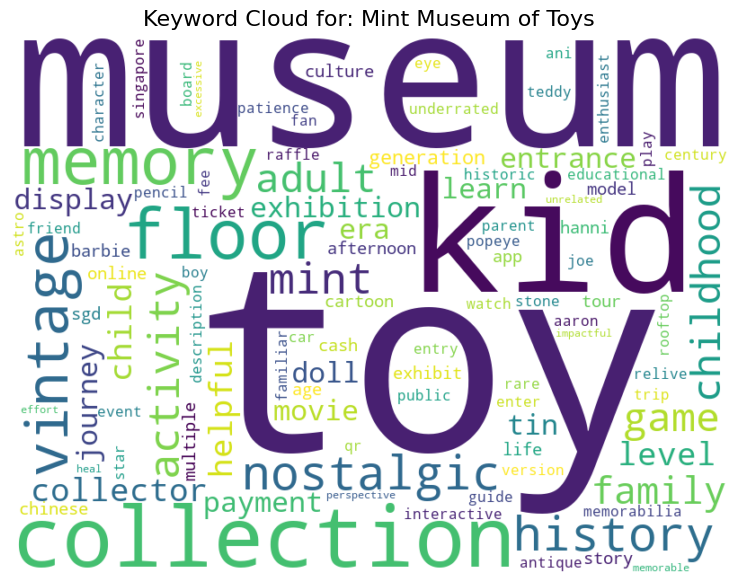 Keyword Cloud for: Mint Museum of Toys
museum
kid
toy
memory
adult
floor
vintage
collection
nostalgic
history
family
game
childhood
level
tin
mint
activity
helpful
child
journey
collector
payment
movie
doll
display
exhibition
entrance
learn
era
generation
culture
singapore
character
board
excessive
patience
fan
eye
underrated
ani
teddy
enthusiast
play
century
raffle
mid
historic
educational
unrelated
model
pencil
fee
ticket
astro
friend
barbie
online
boy
description
afternoon
app
popeye
parent
hanni
joe
cartoon
watch
stone
tour
aaron
impactful
rooftop
relive
sgd
event
effort
heal
star
multiple
familiar
car
cash
age
entry
exhibit
public
qr
rare
enter
life
trip
version
chinese
perspective
guide
interactive
memorabilia
antique
story
memorable